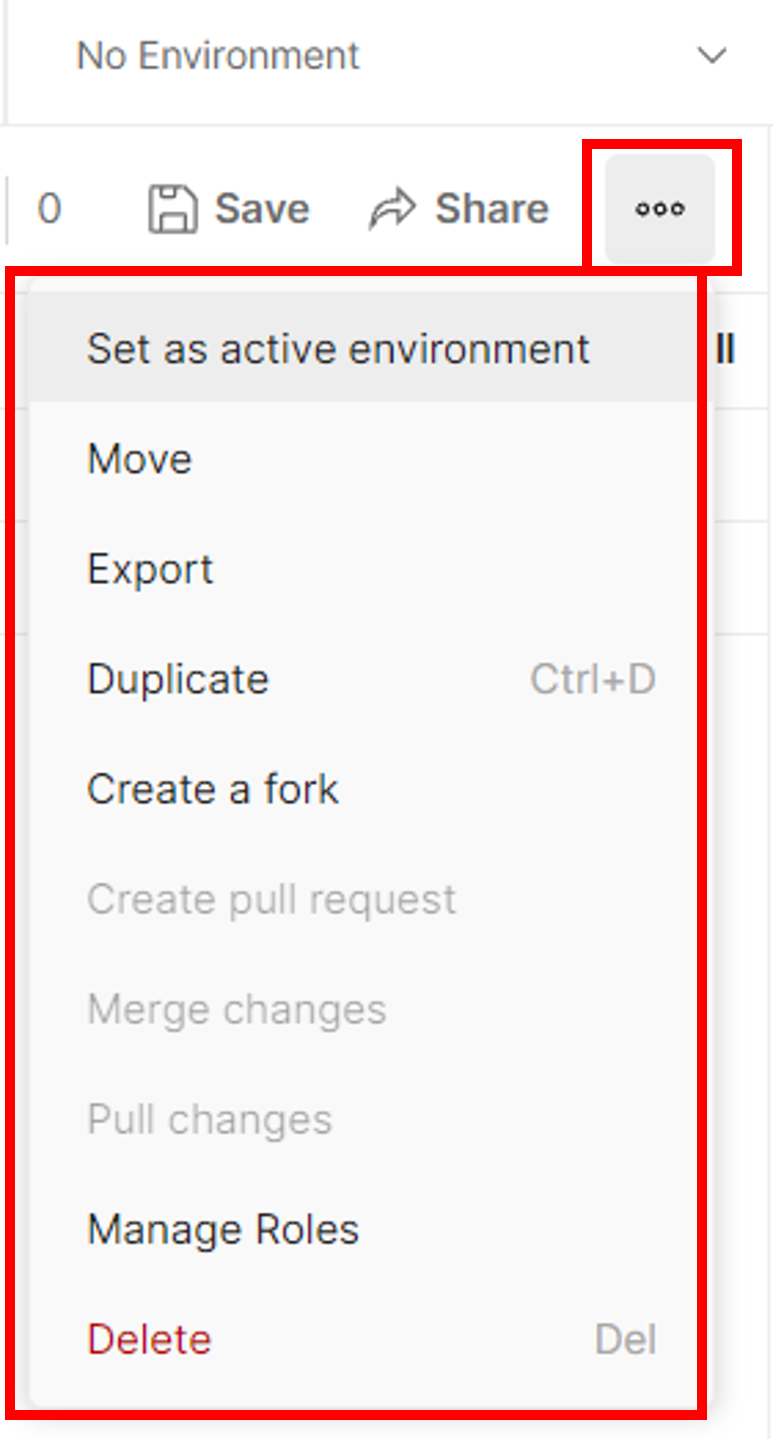 No Environment
0 Save Share
Set as active environment
ll
Move
Export
Duplicate Ctrl+D
Create a fork
Create pull request
Merge changes
Pull changes
Manage Roles
Delete Del